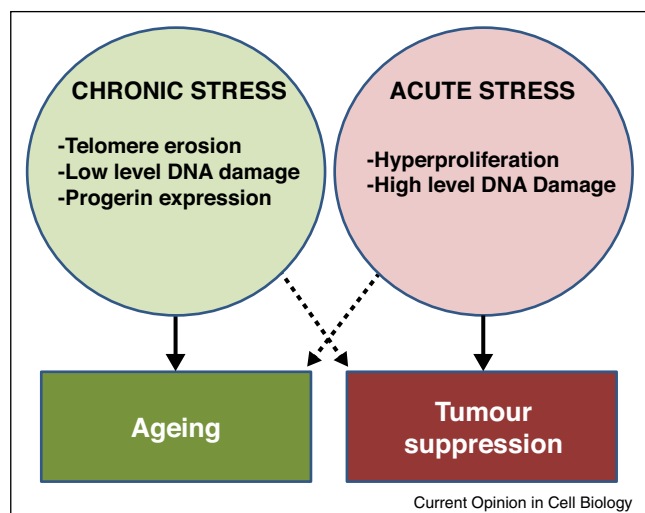 CHRONIC STRESS
-Telomere erosion
-Low level DNA damage
-Progerin expression
ACUTE STRESS
-Hyperproliferation
-High level DNA Damage
Ageing
Tumour
suppression
Current Opinion in Cell Biology